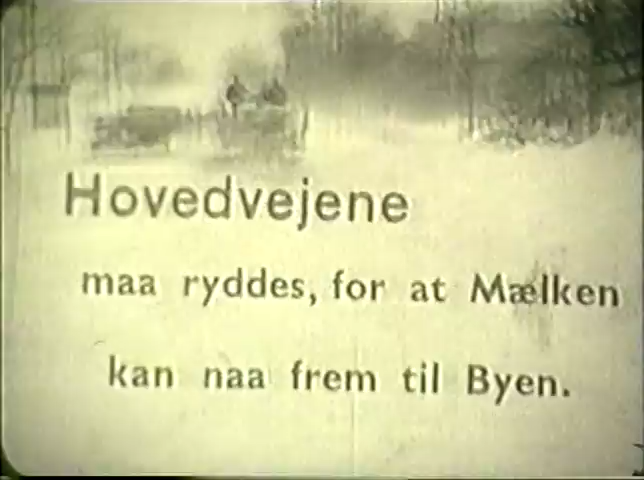 Hovedvejene
maa ryddes, for at Mælken
kan naa frem til Byen.